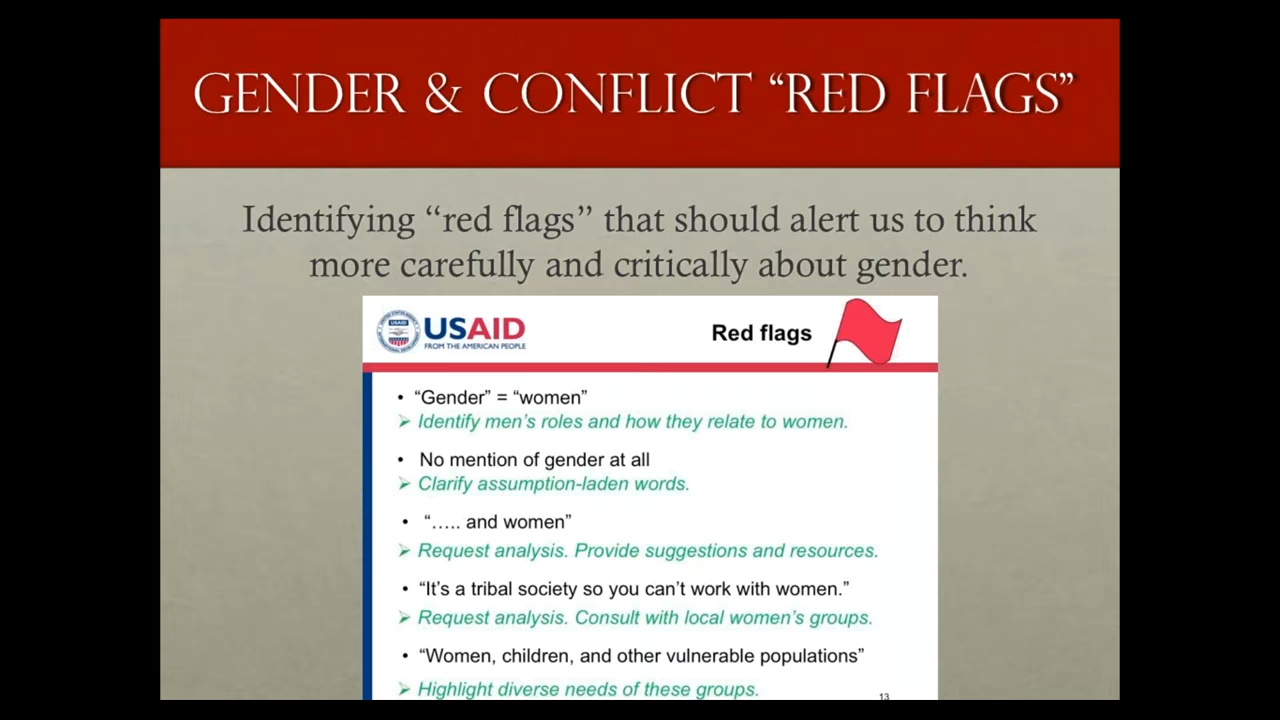 GENDER & CONFLICT “RED FLAGS”
Identifying “red flags” that should alert us to think
more carefully and critically about gender.
USAID
FROM THE AMERICAN PEOPLE
Red flags
• “Gender” = “women”
➢ Identify men’s roles and how they relate to women.
• No mention of gender at all
➢ Clarify assumption-laden words.
• “….. and women”
➢ Request analysis. Provide suggestions and resources.
• “It’s a tribal society so you can’t work with women.”
➢ Request analysis. Consult with local women’s groups.
• “Women, children, and other vulnerable populations”
➢ Highlight diverse needs of these groups.
13